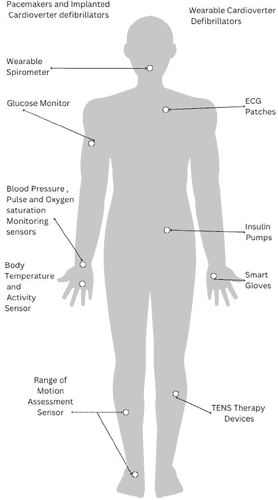 Pacemakers and Implanted
Cardioverter defibrillators
Wearable Cardioverter
Defibrillators
Wearable
Spirometer
Glucose Monitor
ECG
Patches
Blood Pressure ,
Pulse and Oxygen
saturation
Monitoring
sensors
Insulin
Pumps
Body
Temperature
and
Activity
Sensor
Smart
Gloves
Range of
Motion
Assessment
Sensor
TENS Therapy
Devices